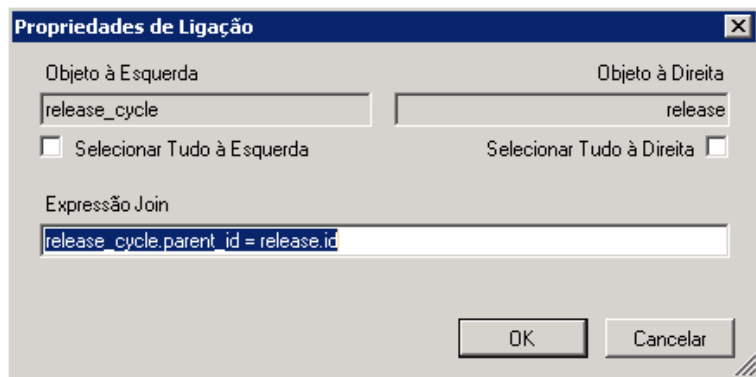 Propriedades de Ligação
Objeto à Esquerda Objeto à Direita
release_cycle release
Selecionar Tudo à Esquerda Selecionar Tudo à Direita
Expressão Join
release_cycle.parent_id = release.id
OK Cancelar